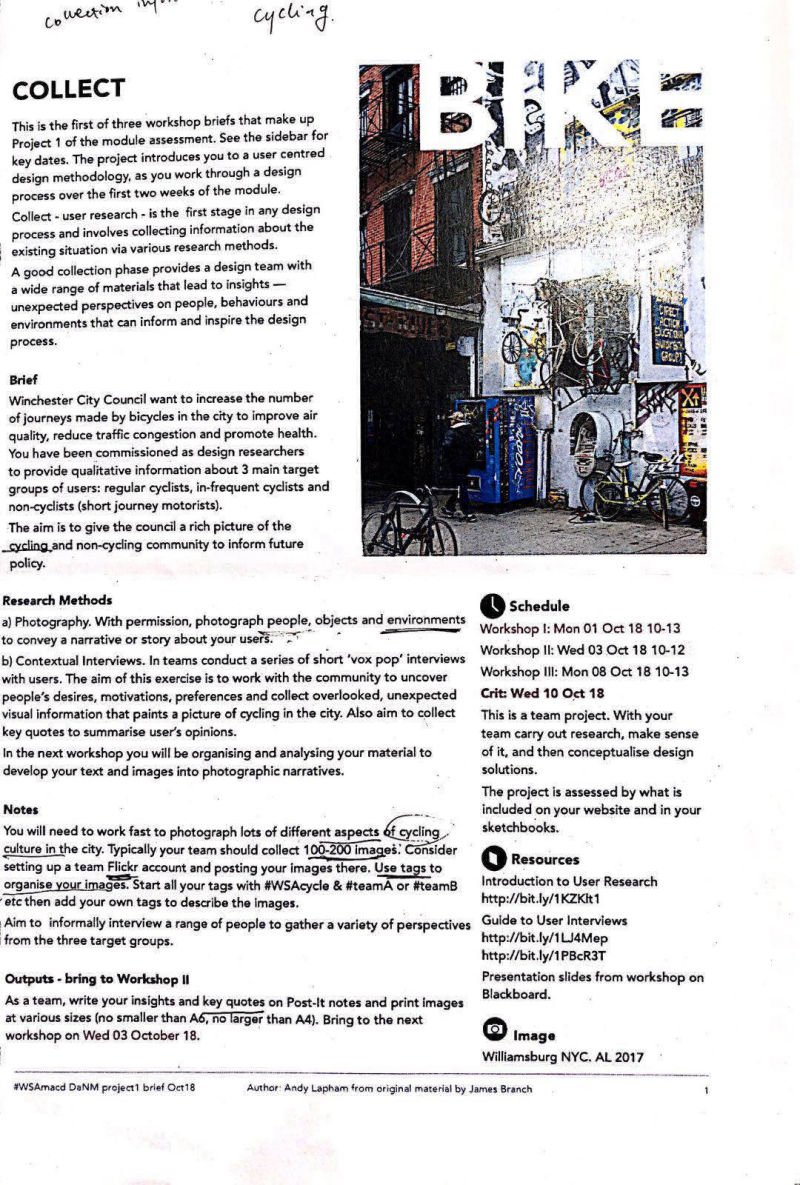 collection
cycling.
BIKE
COLLECT
This is the first of three workshop briefs that make up
Project 1 of the module assessment. See the sidebar for
key dates. The project introduces you to a user centred
design methodology, as you work through a design
process over the first two weeks of the module.
Collect - user research - is the first stage in any design
process and involves collecting information about the
existing situation via various research methods.
A good collection phase provides a design team with
a wide range of materials that lead to insights —
unexpected perspectives on people, behaviours and
environments that can inform and inspire the design
process.
Brief
Winchester City Council want to increase the number
of journeys made by bicycles in the city to improve air
quality, reduce traffic congestion and promote health.
You have been commissioned as design researchers
to provide qualitative information about 3 main target
groups of users: regular cyclists, in-frequent cyclists and
non-cyclists (short journey motorists).
The aim is to give the council a rich picture of the
cycling and non-cycling community to inform future
policy.
DIRECT
ACTION
GROUP!
Research Methods
a) Photography. With permission, photograph people, objects and environments
to convey a narrative or story about your users.
b) Contextual Interviews. In teams conduct a series of short 'vox pop' interviews
with users. The aim of this exercise is to work with the community to uncover
people's desires, motivations, preferences and collect overlooked, unexpected
visual information that paints a picture of cycling in the city. Also aim to collect
key quotes to summarise user's opinions.
In the next workshop you will be organising and analysing your material to
develop your text and images into photographic narratives.
Notes
You will need to work fast to photograph lots of different aspects of cycling
culture in the city. Typically your team should collect 100-200 images. Consider
setting up a team Flickr account and posting your images there. Use tags to
organise your images. Start all your tags with #WSAcycle & #teamA or #teamB
etc then add your own tags to describe the images.
Aim to informally interview a range of people to gather a variety of perspectives
from the three target groups.
Outputs - bring to Workshop II
As a team, write your insights and key quotes on Post-It notes and print images
at various sizes (no smaller than A6, no larger than A4). Bring to the next
workshop on Wed 03 October 18.
Schedule
Workshop I: Mon 01 Oct 18 10-13
Workshop II: Wed 03 Oct 18 10-12
Workshop III: Mon 08 Oct 18 10-13
Crit: Wed 10 Oct 18
This is a team project. With your
team carry out research, make sense
of it, and then conceptualise design
solutions.
The project is assessed by what is
included on your website and in your
sketchbooks.
Resources
Introduction to User Research
http://bit.ly/1KZKlt1
Guide to User Interviews
http://bit.ly/1LJ4Mep
http://bit.ly/1PBcR3T
Presentation slides from workshop on
Blackboard.
Image
Williamsburg NYC. AL 2017
#WSAmacd DaNM project1 brief Oct18 Author: Andy Lapham from original material by James Branch 1